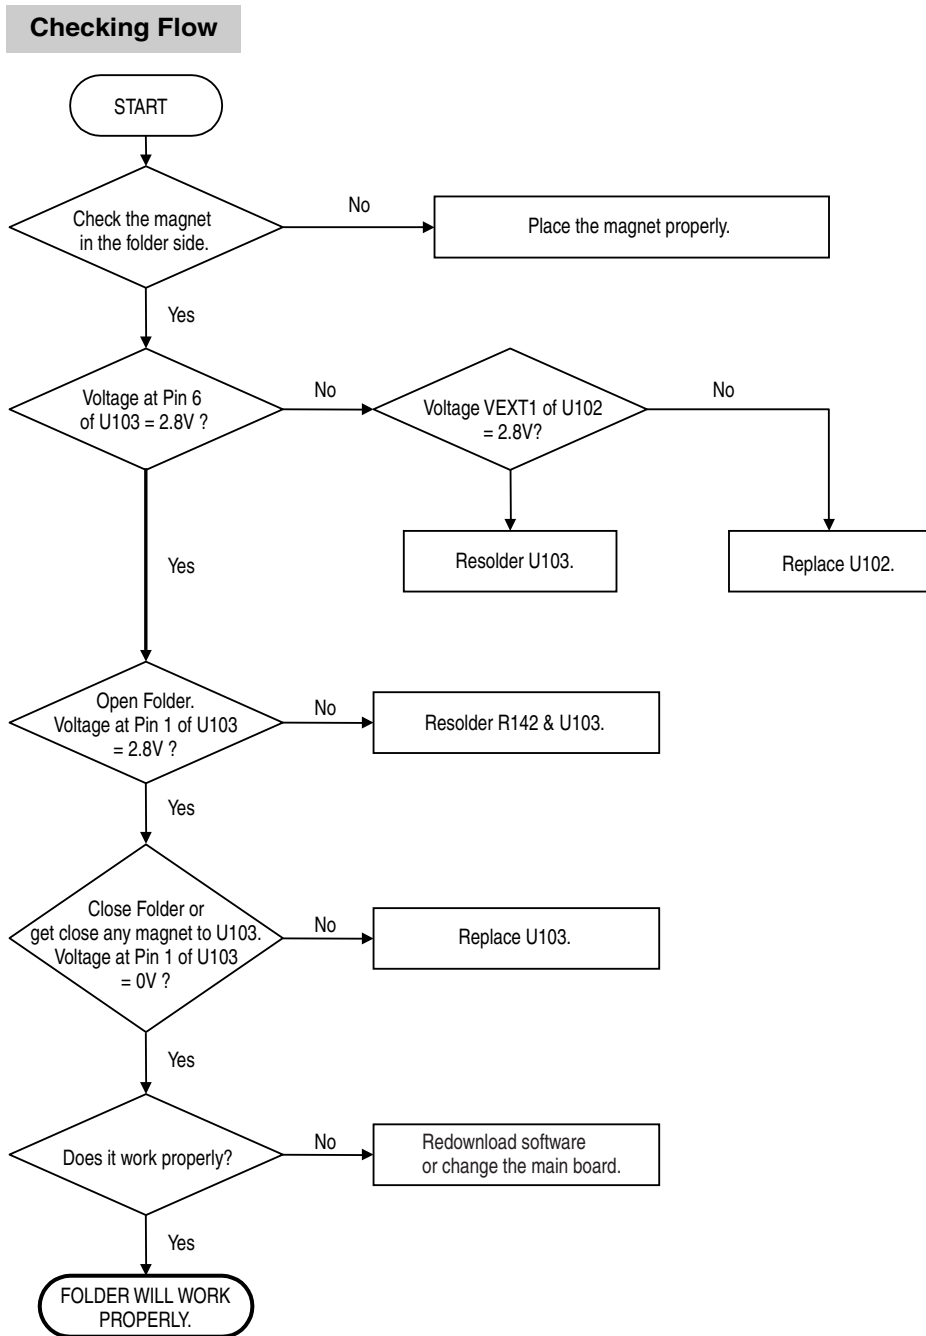 Checking Flow
START
Check the magnet
in the folder side.
No
Place the magnet properly.
Yes
Voltage at Pin 6
of U103 = 2.8V ?
No
Voltage VEXT1 of U102
= 2.8V?
No
Yes
Resolder U103.
Replace U102.
Open Folder.
Voltage at Pin 1 of U103
= 2.8V ?
No
Resolder R142 & U103.
Yes
Close Folder or
get close any magnet to U103.
Voltage at Pin 1 of U103
= 0V ?
No
Replace U103.
Yes
Does it work properly?
No
Redownload software
or change the main board.
Yes
FOLDER WILL WORK
PROPERLY.